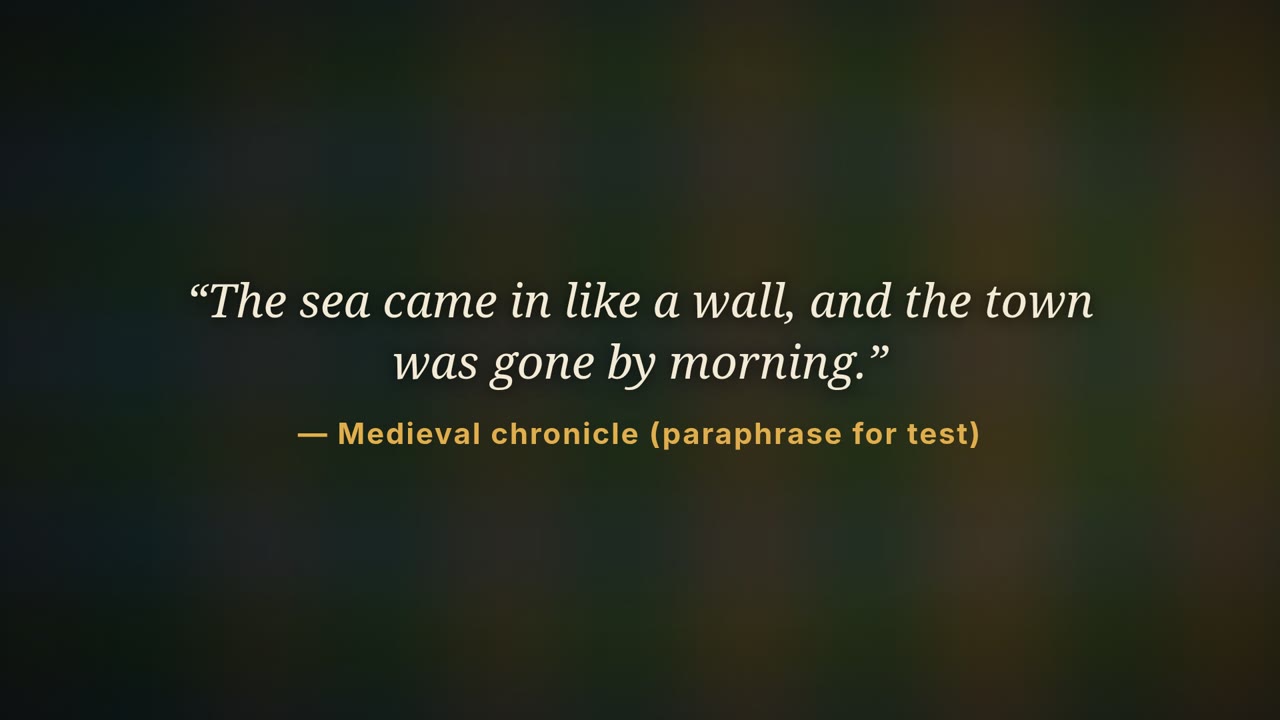 “The sea came in like a wall, and the town
was gone by morning.”
— Medieval chronicle (paraphrase for test)